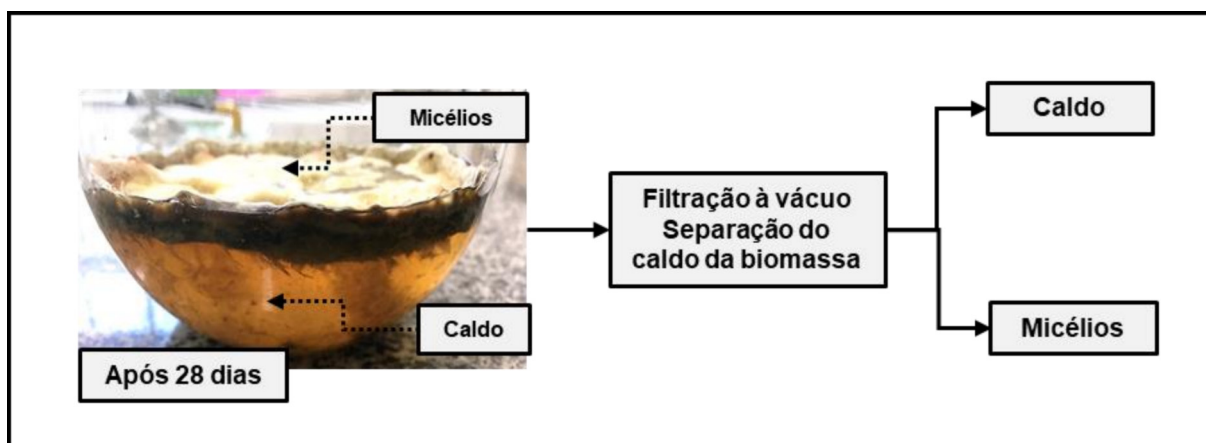 Micélios
Caldo
Após 28 dias
Filtração à vácuo
Separação do
caldo da biomassa
Caldo
Micélios